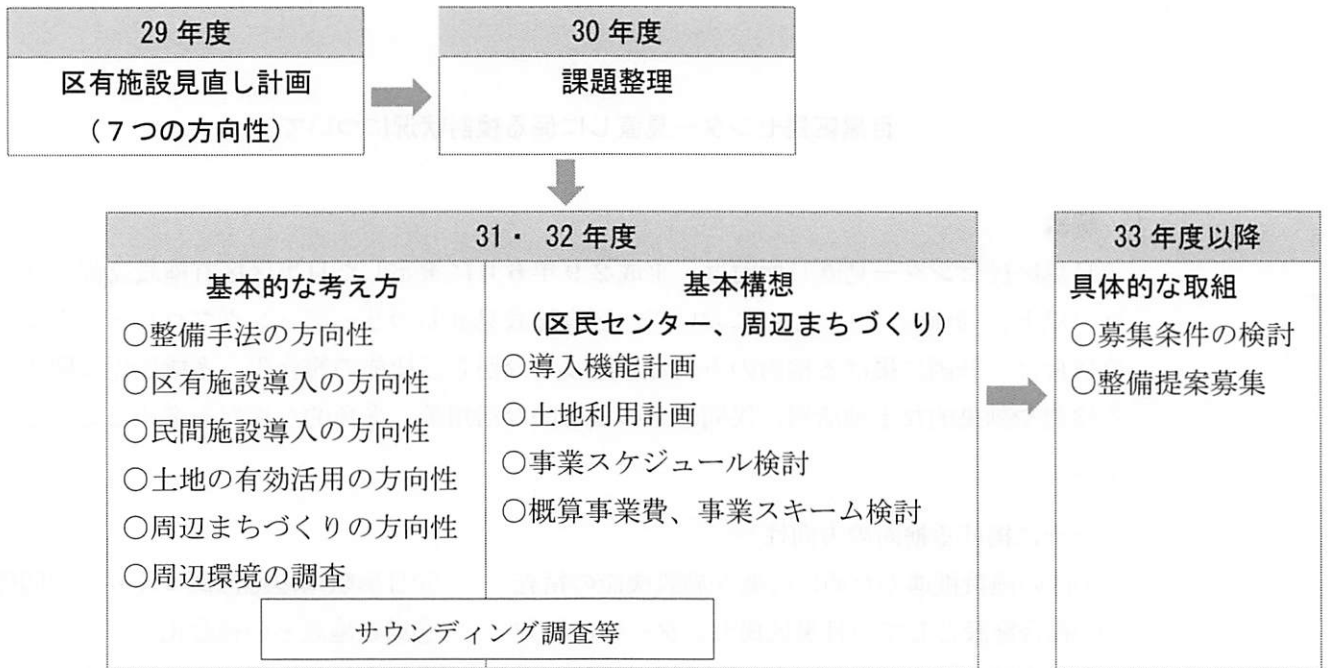 29 年度
区有施設見直し計画
(7つの方向性)
30 年度
課題整理
31・ 32 年度
基本的な考え方
○整備手法の方向性
○区有施設導入の方向性
○民間施設導入の方向性
○土地の有効活用の方向性
○周辺まちづくりの方向性
○周辺環境の調査
基本構想
(区民センター、周辺まちづくり)
○導入機能計画
○土地利用計画
○事業スケジュール検討
○概算事業費、事業スキーム検討
サウンディング調査等
33 年度以降
具体的な取組
○募集条件の検討
○整備提案募集